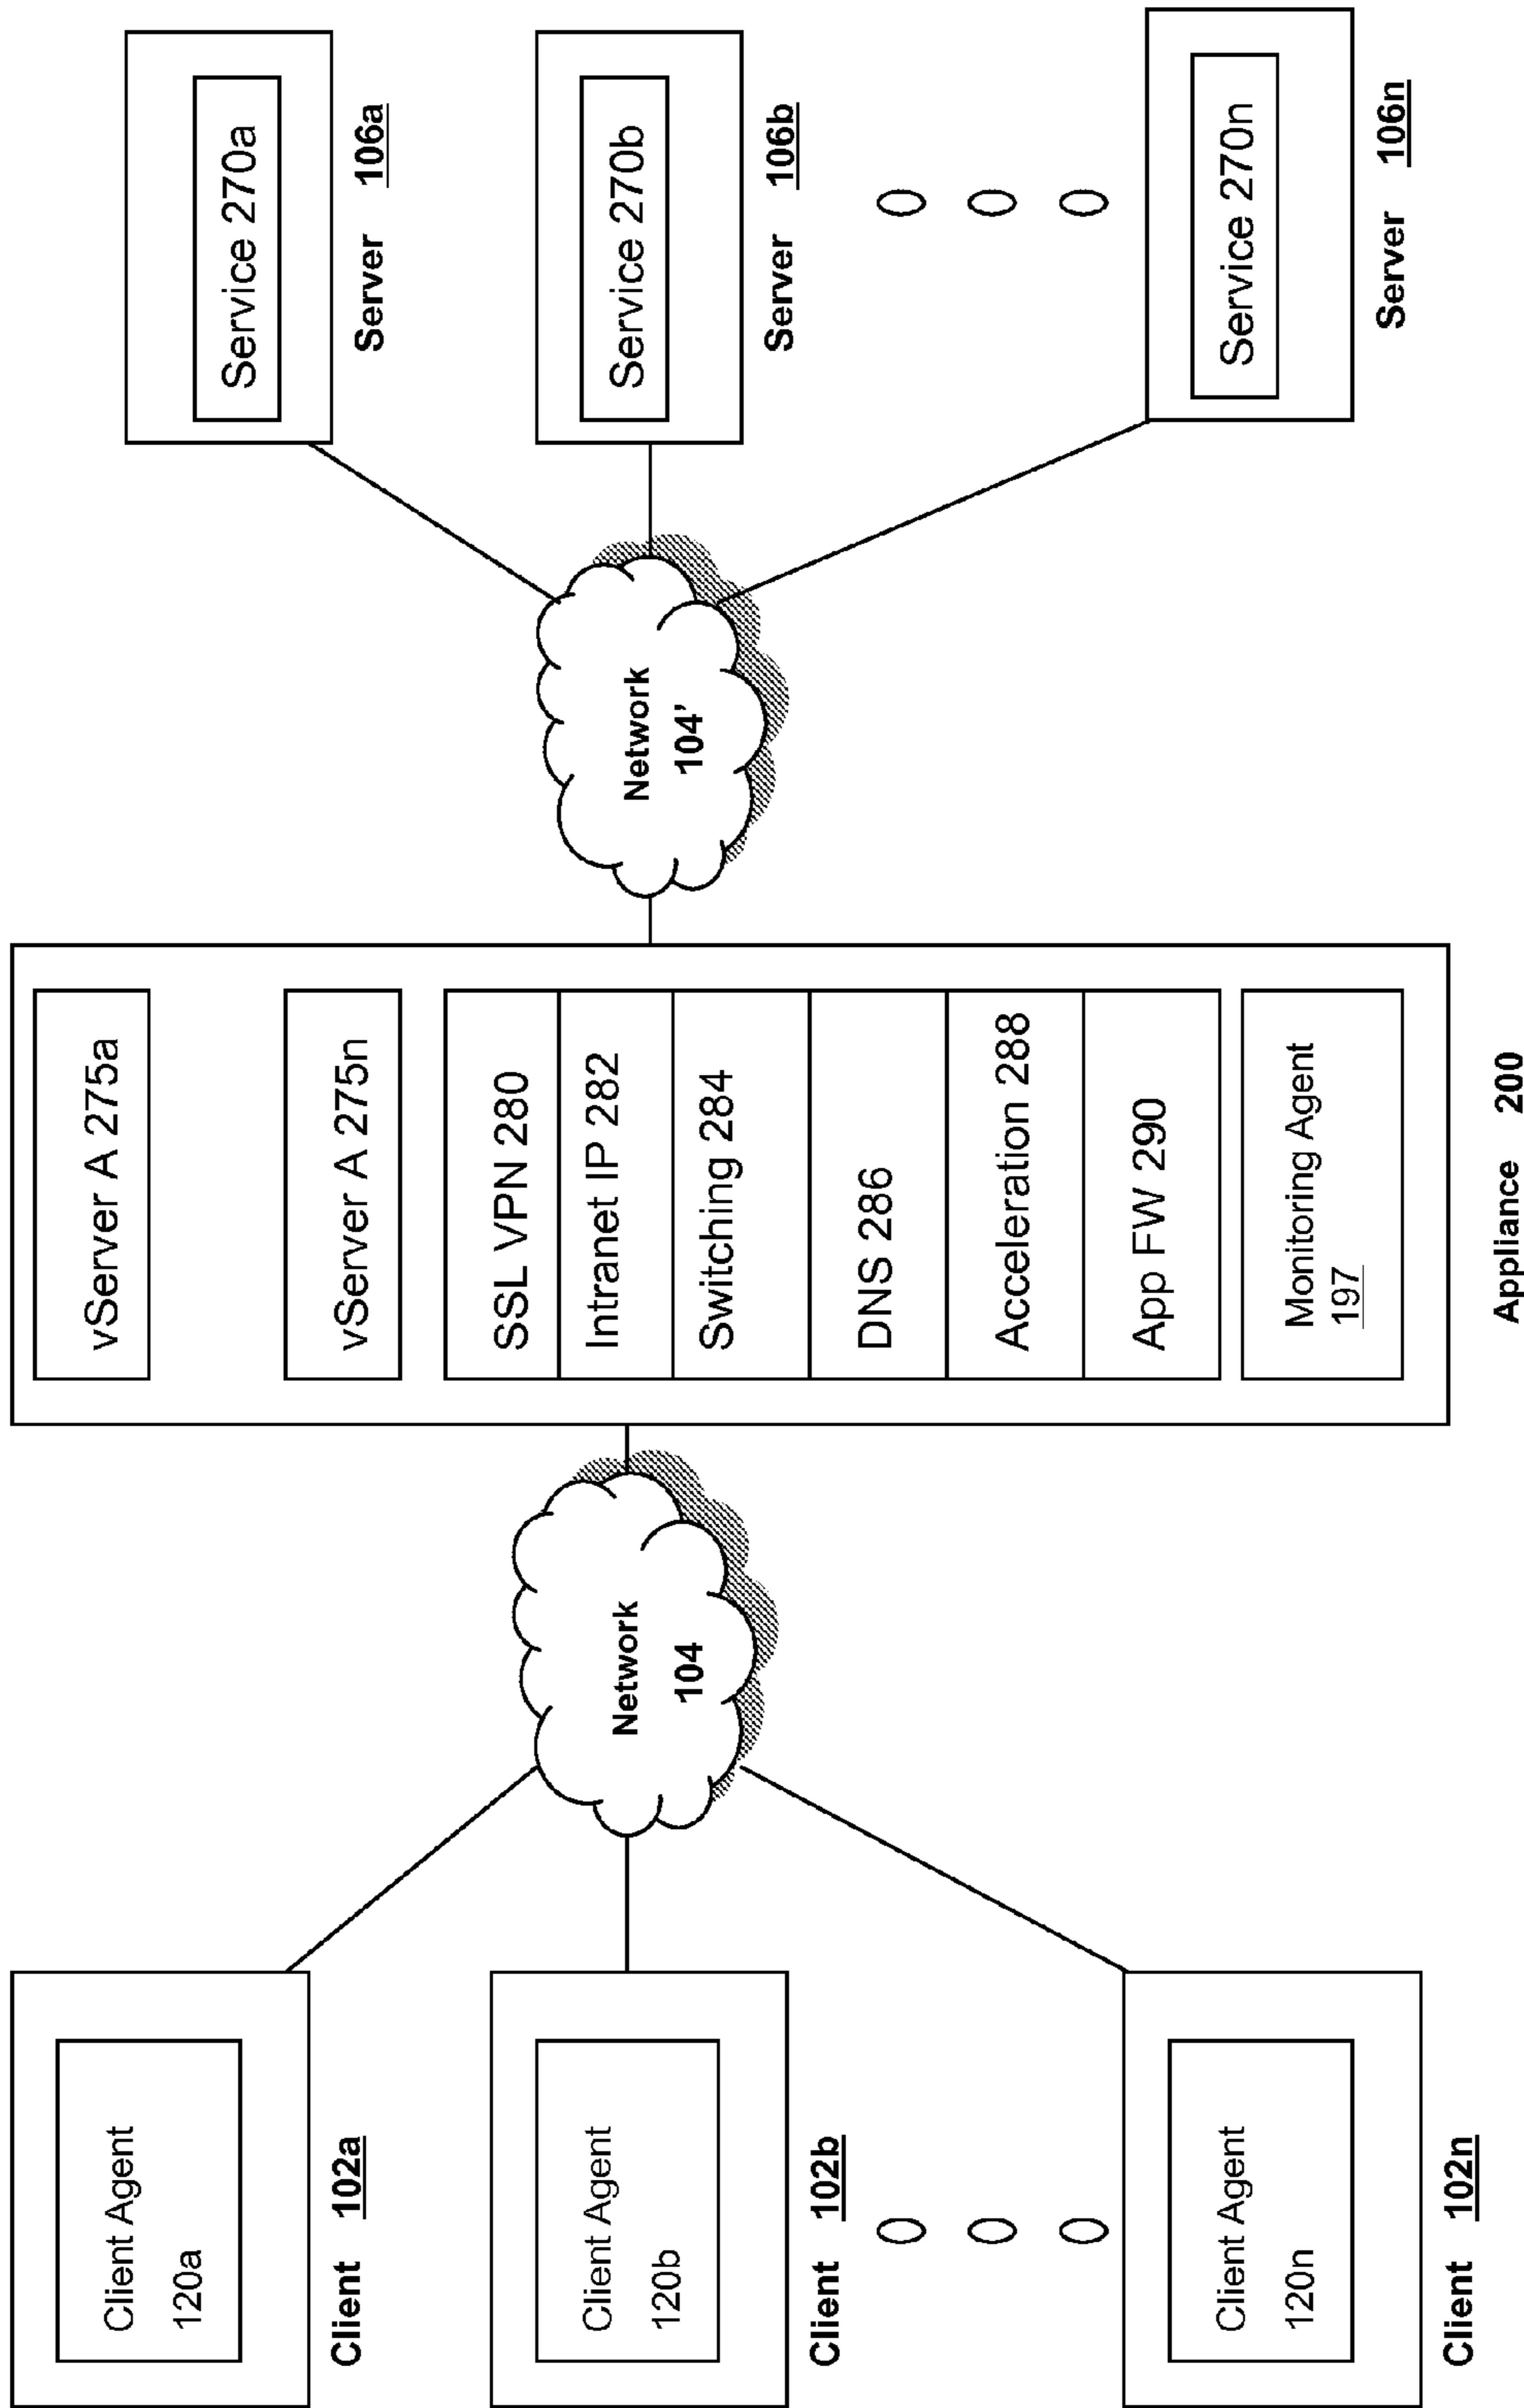 Client Agent
120a
Client 102a
Client Agent
120b
Client 102b
Client Agent
120n
Client 102n
Network
104
vServer A 275a
vServer A 275n
SSL VPN 280
Intranet IP 282
Switching 284
DNS 286
Acceleration 288
App FW 290
Monitoring Agent
197
Appliance 200
Network
104'
Service 270a
Server 106a
Service 270b
Server 106b
Service 270n
Server 106n